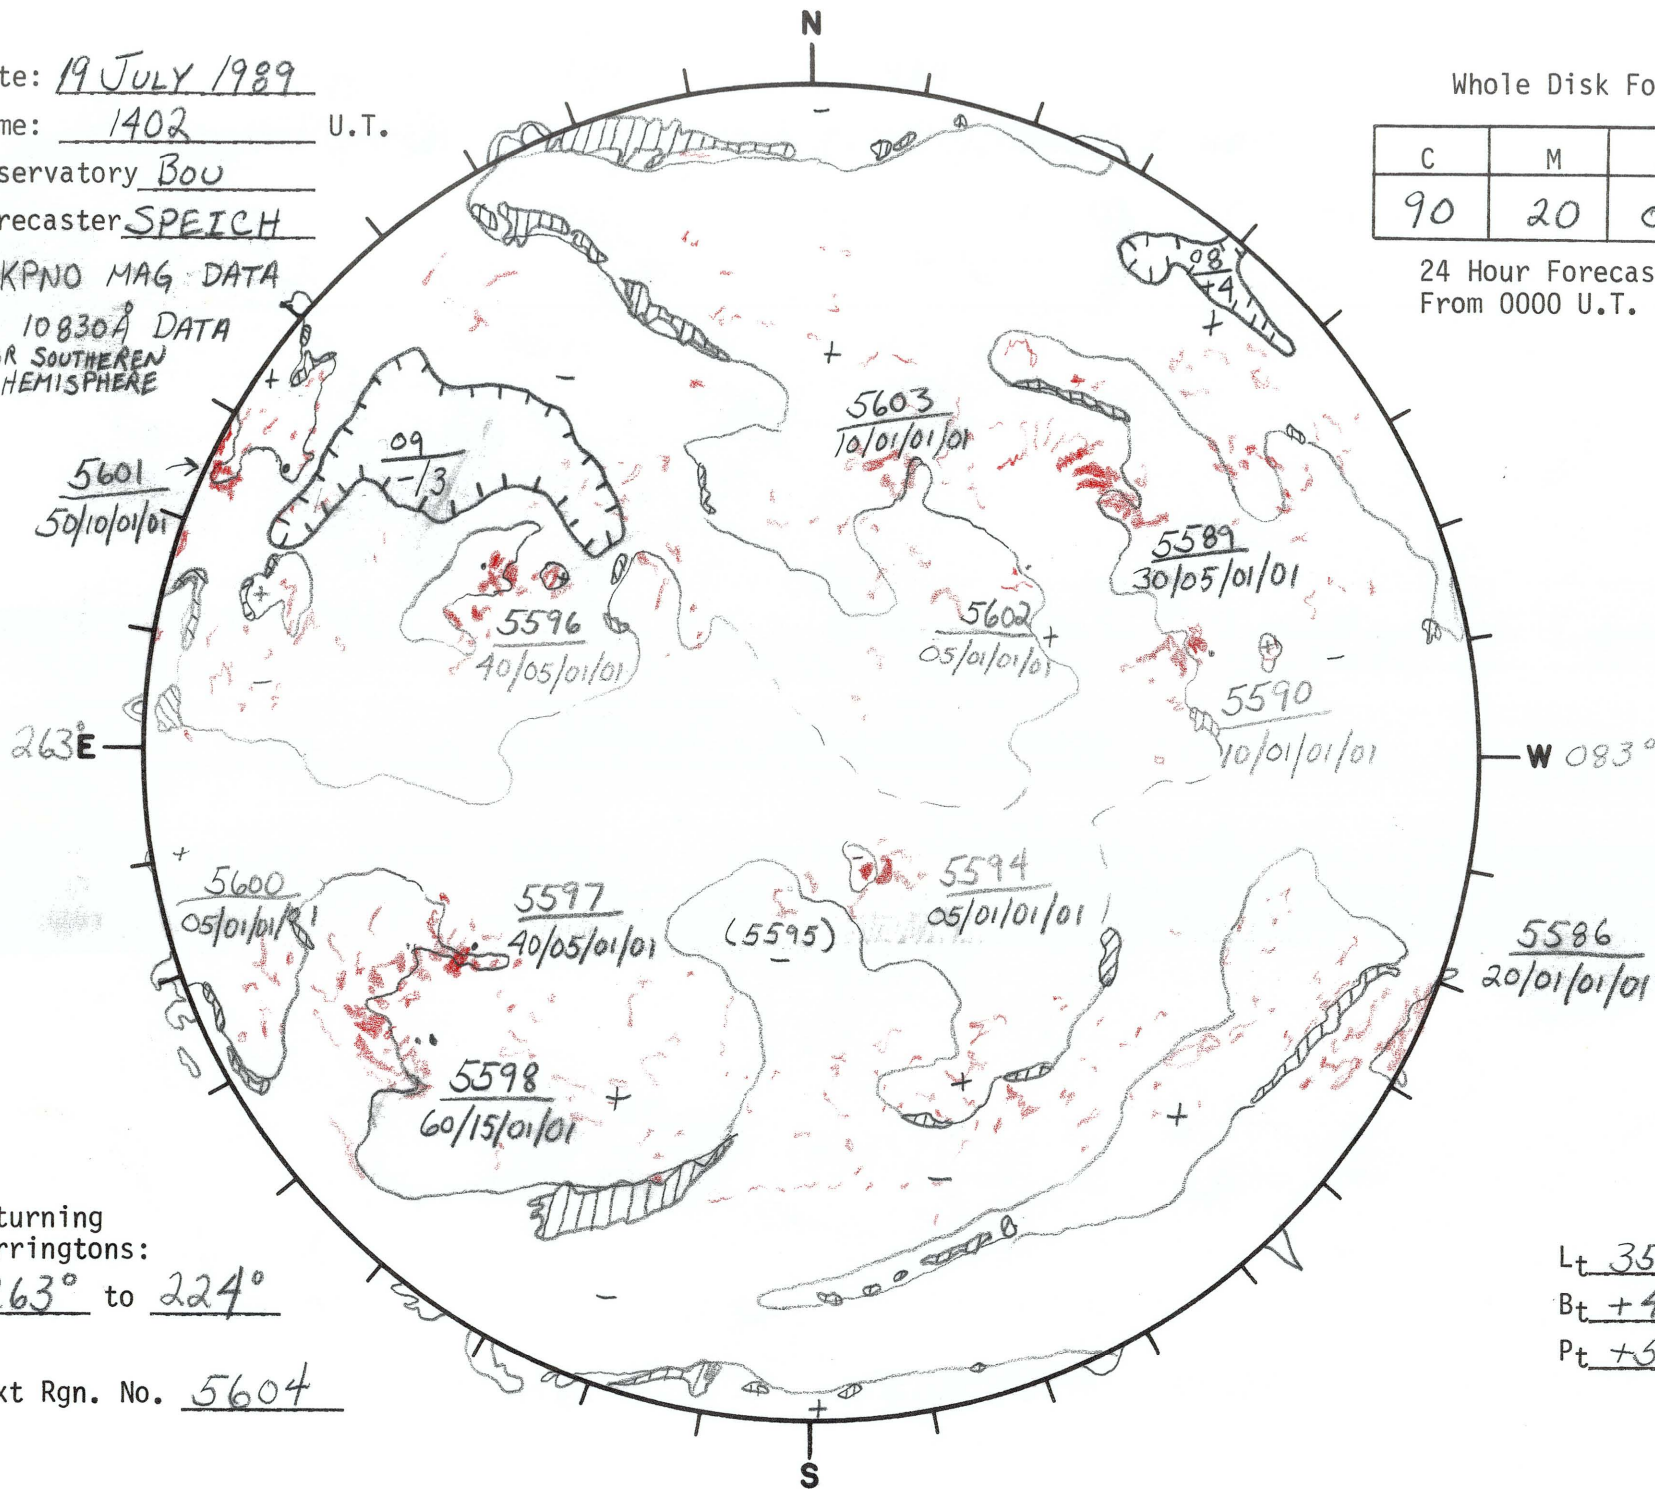 N
te: 19 JULY 1989
me: 1402 U.T.
servatory BOU
recaster SPEICH
KPNO MAG DATA
10830Å DATA
R SOUTHEREN
HEMISPHERE
Whole Disk Fo
C M
90 20
24 Hour Forecas
From 0000 U.T.
08
+4
09
-13
5603
10/01/01/01
5601
50/10/01/01
5589
30/05/01/01
5596
40/05/01/01
5602
05/01/01/01
5590
10/01/01/01
263° E
W 083°
5600
05/01/01/01
5597
40/05/01/01
(5595)
5594
05/01/01/01
5586
20/01/01/01
5598
60/15/01/01
turning
rringtons:
263° to 224°
xt Rgn. No. 5604
Lt 35
Bt +4
Pt +5
S